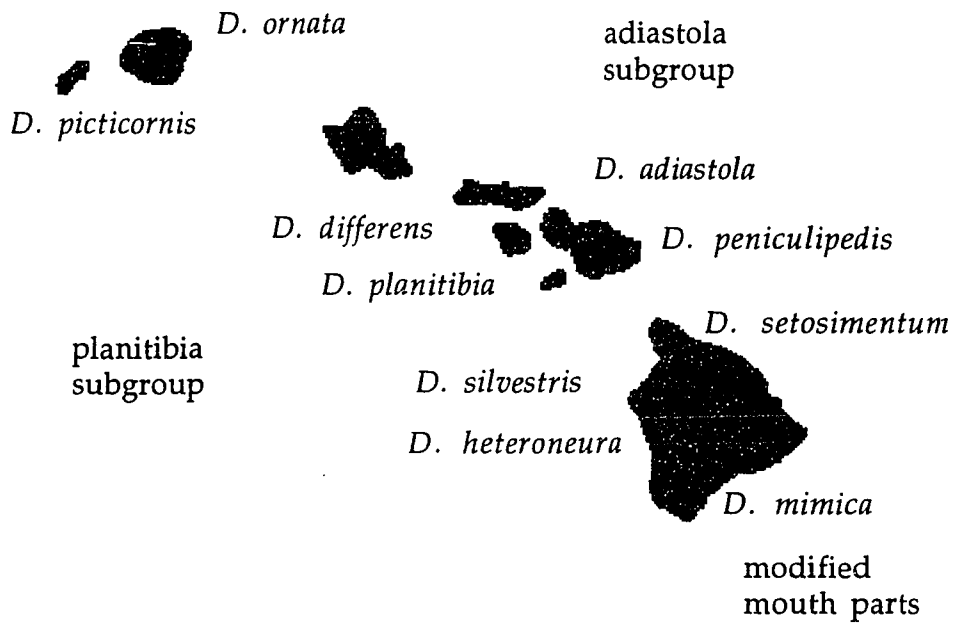 D. ornata
adiastola
subgroup
D. picticornis
D. adiastola
D. differens
D. peniculipedis
D. planitibia
D. setosimentum
planitibia
subgroup
D. silvestris
D. heteroneura
D. mimica
modified
mouth parts